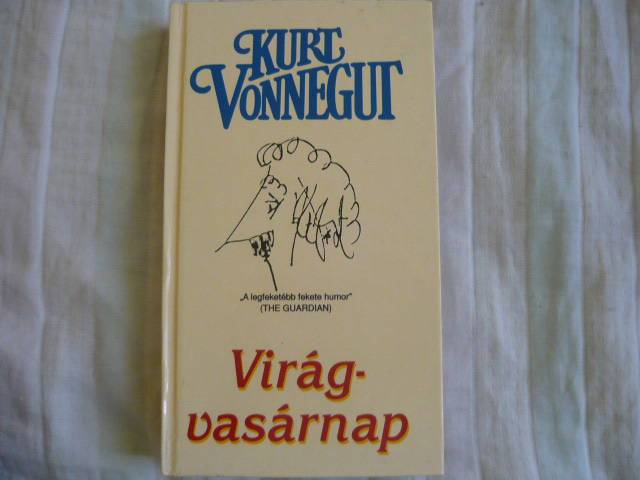 KURT
VONNEGUT
„A legfeketébb fekete humor”
(THE GUARDIAN)
Virág-
vasárnap